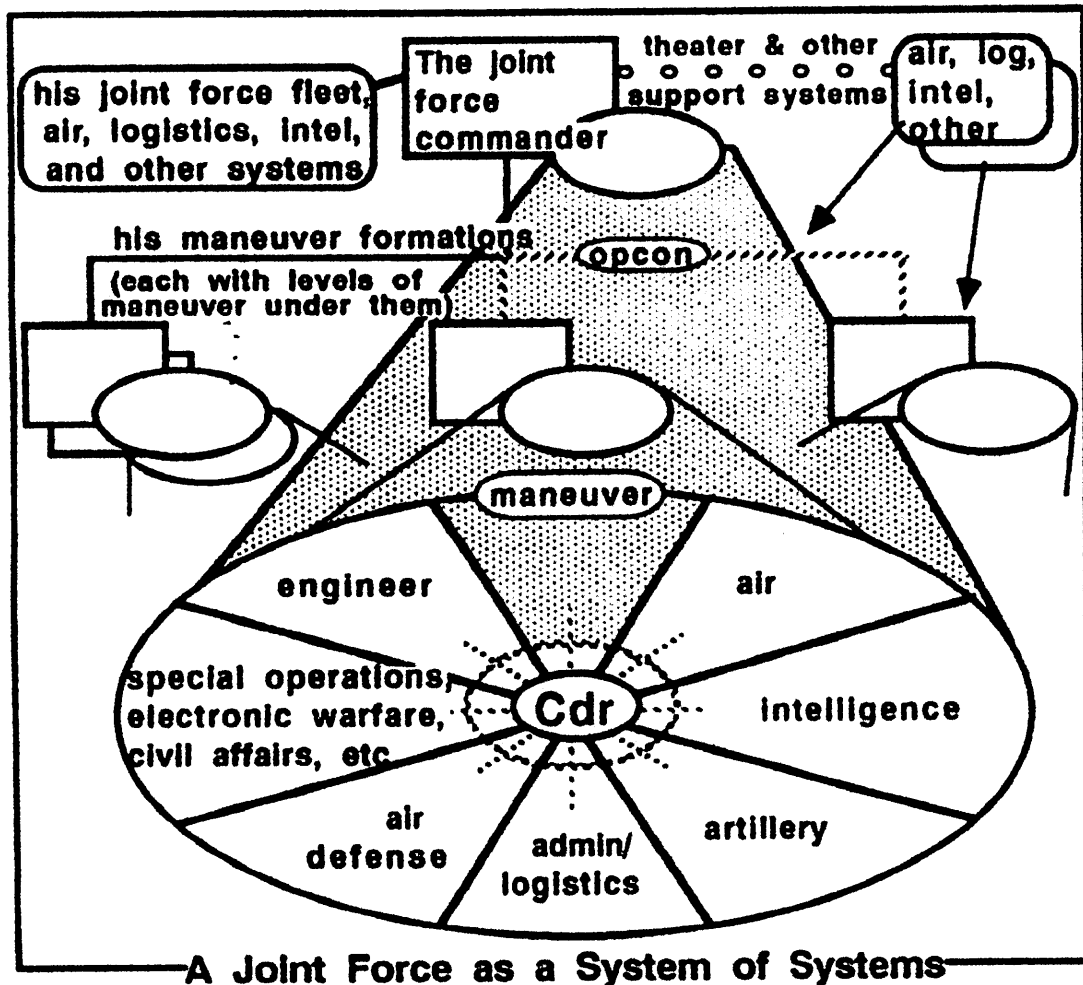 The joint
force
commander
theater & other
support systems
air, log,
intel,
other
his joint force fleet,
air, logistics, intel,
and other systems
his maneuver formations
(each with levels of
maneuver under them)
opcon
maneuver
engineer
air
special operations,
electronic warfare,
civil affairs, etc
Cdr
intelligence
air
defense
admin/
logistics
artillery
A Joint Force as a System of Systems